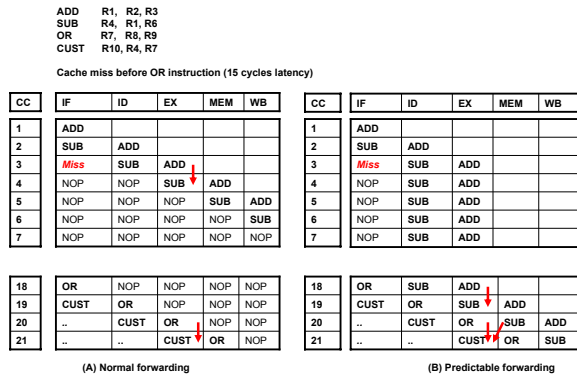 ADD R1, R2, R3
SUB R4, R1, R6
OR R7, R8, R9
CUST R10, R4, R7
Cache miss before OR instruction (15 cycles latency)
CC IF ID EX MEM WB CC IF ID EX MEM WB
1 ADD 1 ADD
2 SUB ADD 2 SUB ADD
3 Miss SUB ADD 3 Miss SUB ADD
4 NOP NOP SUB ADD 4 NOP SUB ADD
5 NOP NOP NOP SUB ADD 5 NOP SUB ADD
6 NOP NOP NOP NOP SUB 6 NOP SUB ADD
7 NOP NOP NOP NOP NOP 7 NOP SUB ADD
18 OR NOP NOP NOP NOP 18 OR SUB ADD
19 CUST OR NOP NOP NOP 19 CUST OR SUB ADD
20 .. CUST OR NOP NOP 20 .. CUST OR SUB ADD
21 .. .. CUST OR NOP 21 .. .. CUST OR SUB
(A) Normal forwarding (B) Predictable forwarding